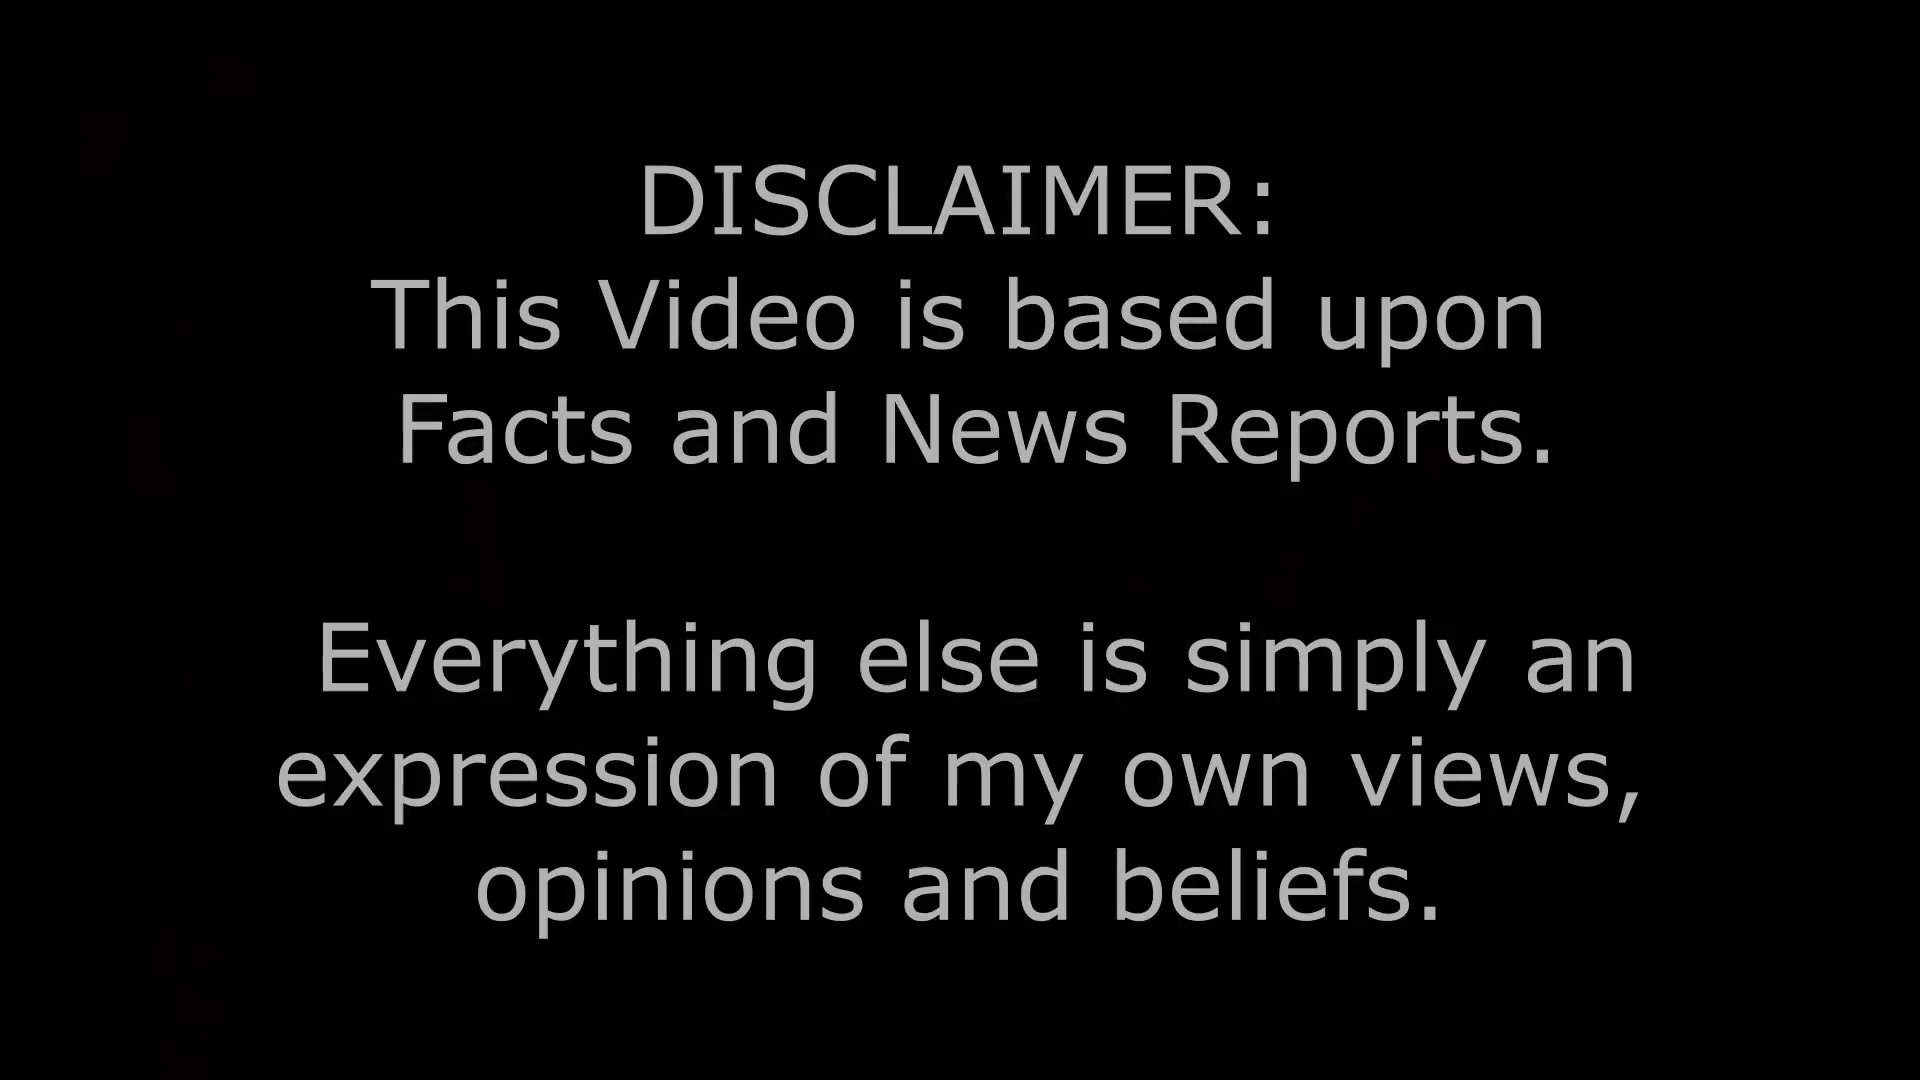 DISCLAIMER:
This Video is based upon
Facts and News Reports.
Everything else is simply an
expression of my own views,
opinions and beliefs.